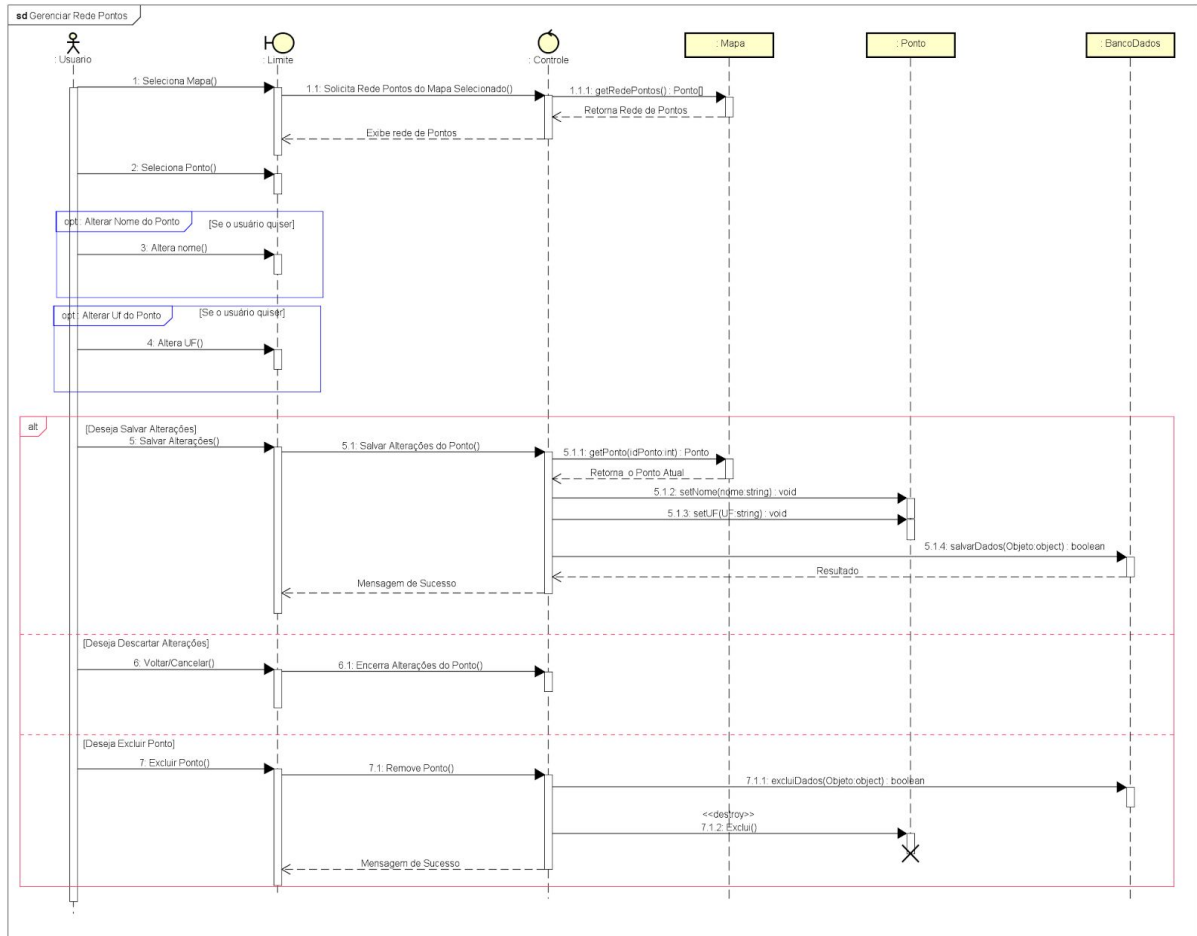 sd Gerenciar Rede Pontos
: Usuario
: Limite
: Controle
: Mapa
: Ponto
: BancoDados
1: Seleciona Mapa()
1.1: Solicita Rede Pontos do Mapa Selecionado()
1.1.1: getRedePontos() : Ponto[]
Retorna Rede de Pontos
Exibe rede de Pontos
2: Seleciona Ponto()
opt : Alterar Nome do Ponto
[Se o usuário quiser]
3: Altera nome()
opt : Alterar Uf do Ponto
[Se o usuário quiser]
4: Altera UF()
alt
[Deseja Salvar Alterações]
5: Salvar Alterações()
5.1: Salvar Alterações do Ponto()
5.1.1: getPonto(idPonto:int) : Ponto
Retorna o Ponto Atual
5.1.2: setNome(nome:string) : void
5.1.3: setUF(UF:string) : void
5.1.4: salvarDados(Objeto:object) : boolean
Resultado
Mensagem de Sucesso
[Deseja Descartar Alterações]
6: Voltar/Cancelar()
6.1: Encerra Alterações do Ponto()
[Deseja Excluir Ponto]
7: Excluir Ponto()
7.1: Remove Ponto()
7.1.1: excluiDados(Objeto:object) : boolean
<<destroy>>
7.1.2: Exclui()
Mensagem de Sucesso